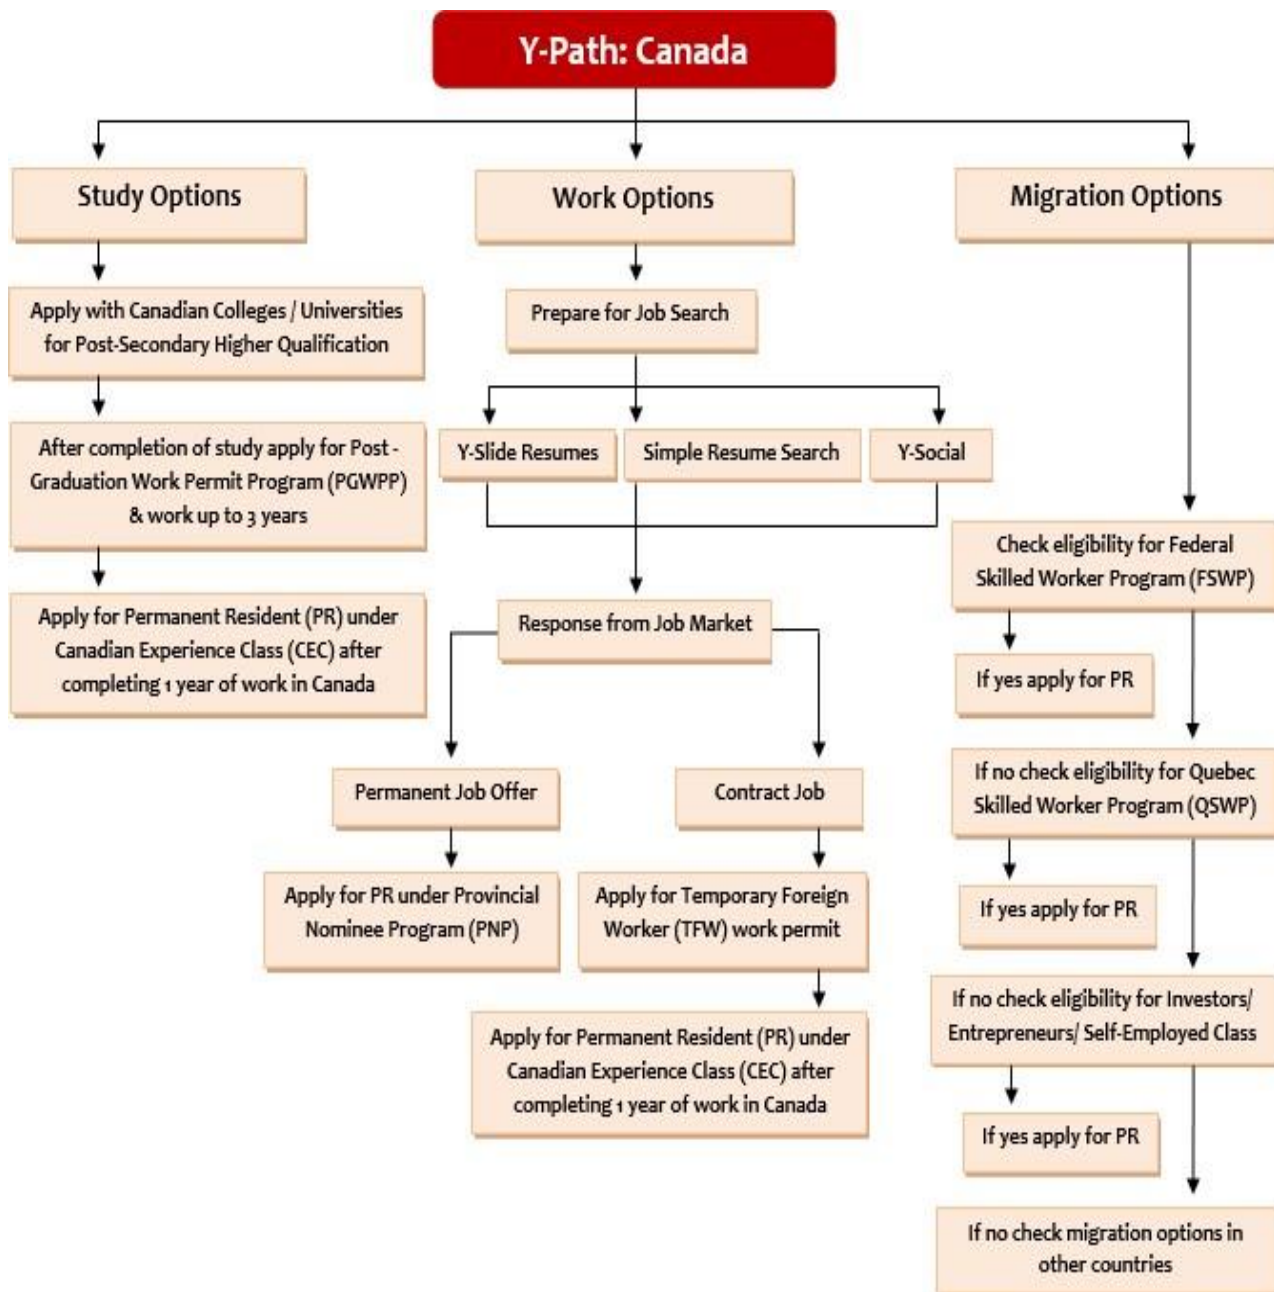 Y-Path: Canada
Study Options
Work Options
Migration Options
Apply with Canadian Colleges / Universities
for Post-Secondary Higher Qualification
Prepare for Job Search
After completion of study apply for Post -
Graduation Work Permit Program (PGWPP)
& work up to 3 years
Y-Slide Resumes
Simple Resume Search
Y-Social
Apply for Permanent Resident (PR) under
Canadian Experience Class (CEC) after
completing 1 year of work in Canada
Response from Job Market
Permanent Job Offer
Contract Job
Apply for PR under Provincial
Nominee Program (PNP)
Apply for Temporary Foreign
Worker (TFW) work permit
Apply for Permanent Resident (PR) under
Canadian Experience Class (CEC) after
completing 1 year of work in Canada
Check eligibility for Federal
Skilled Worker Program (FSWP)
If yes apply for PR
If no check eligibility for Quebec
Skilled Worker Program (QSWP)
If yes apply for PR
If no check eligibility for Investors/
Entrepreneurs/ Self-Employed Class
If yes apply for PR
If no check migration options in
other countries